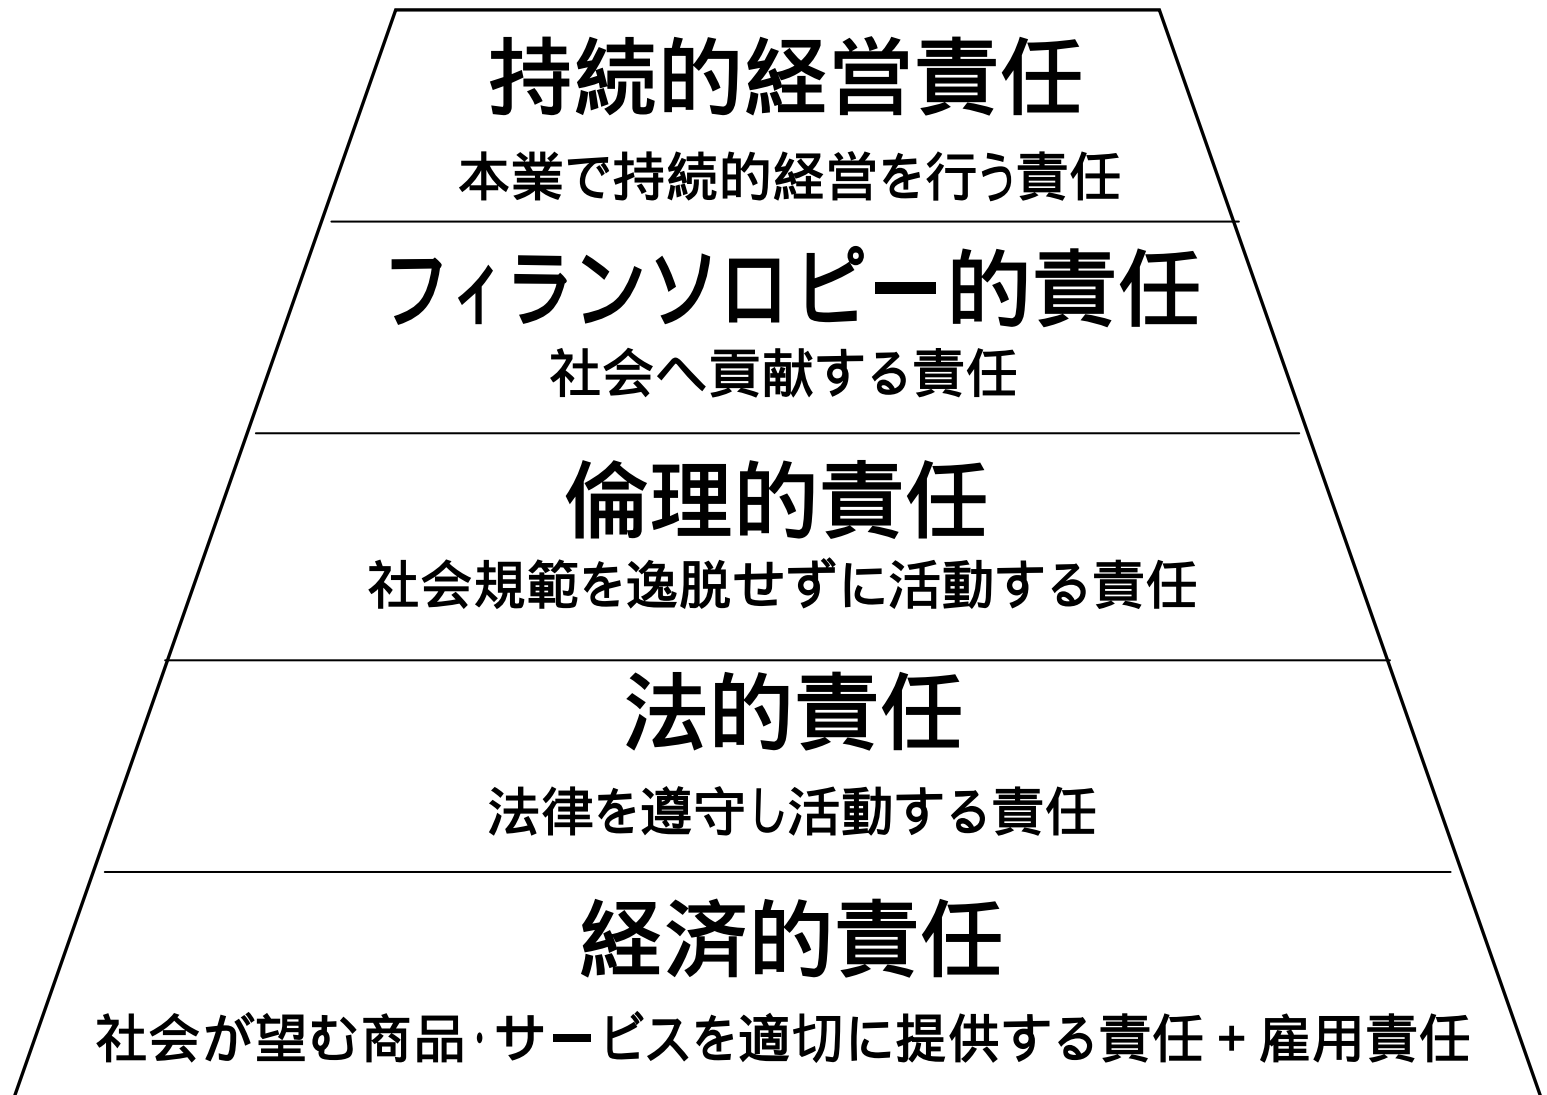 持続的経営責任
本業で持続的経営を行う責任
フィランソロピー的責任
社会へ貢献する責任
倫理的責任
社会規範を逸脱せずに活動する責任
法的責任
法律を遵守し活動する責任
経済的責任
社会が望む商品・サービスを適切に提供する責任 + 雇用責任